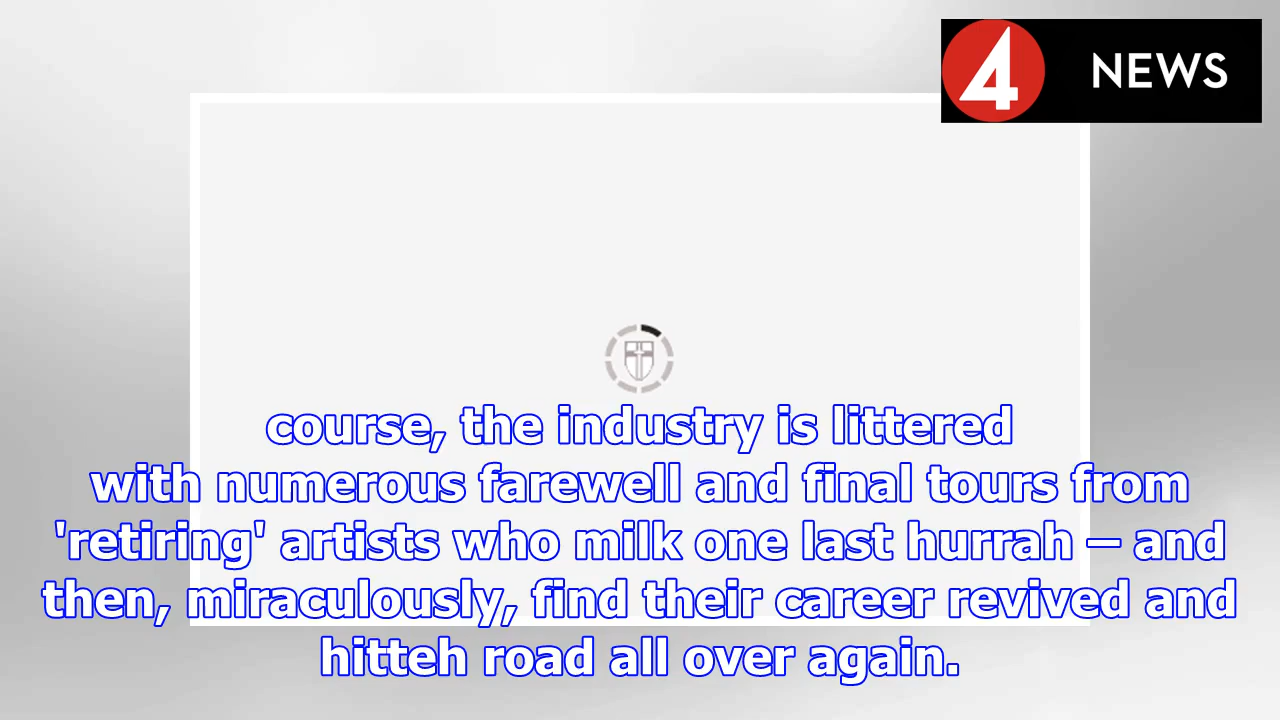 4 NEWS
course, the industry is littered
with numerous farewell and final tours from
'retiring' artists who milk one last hurrah – and
then, miraculously, find their career revived and
hitteh road all over again.